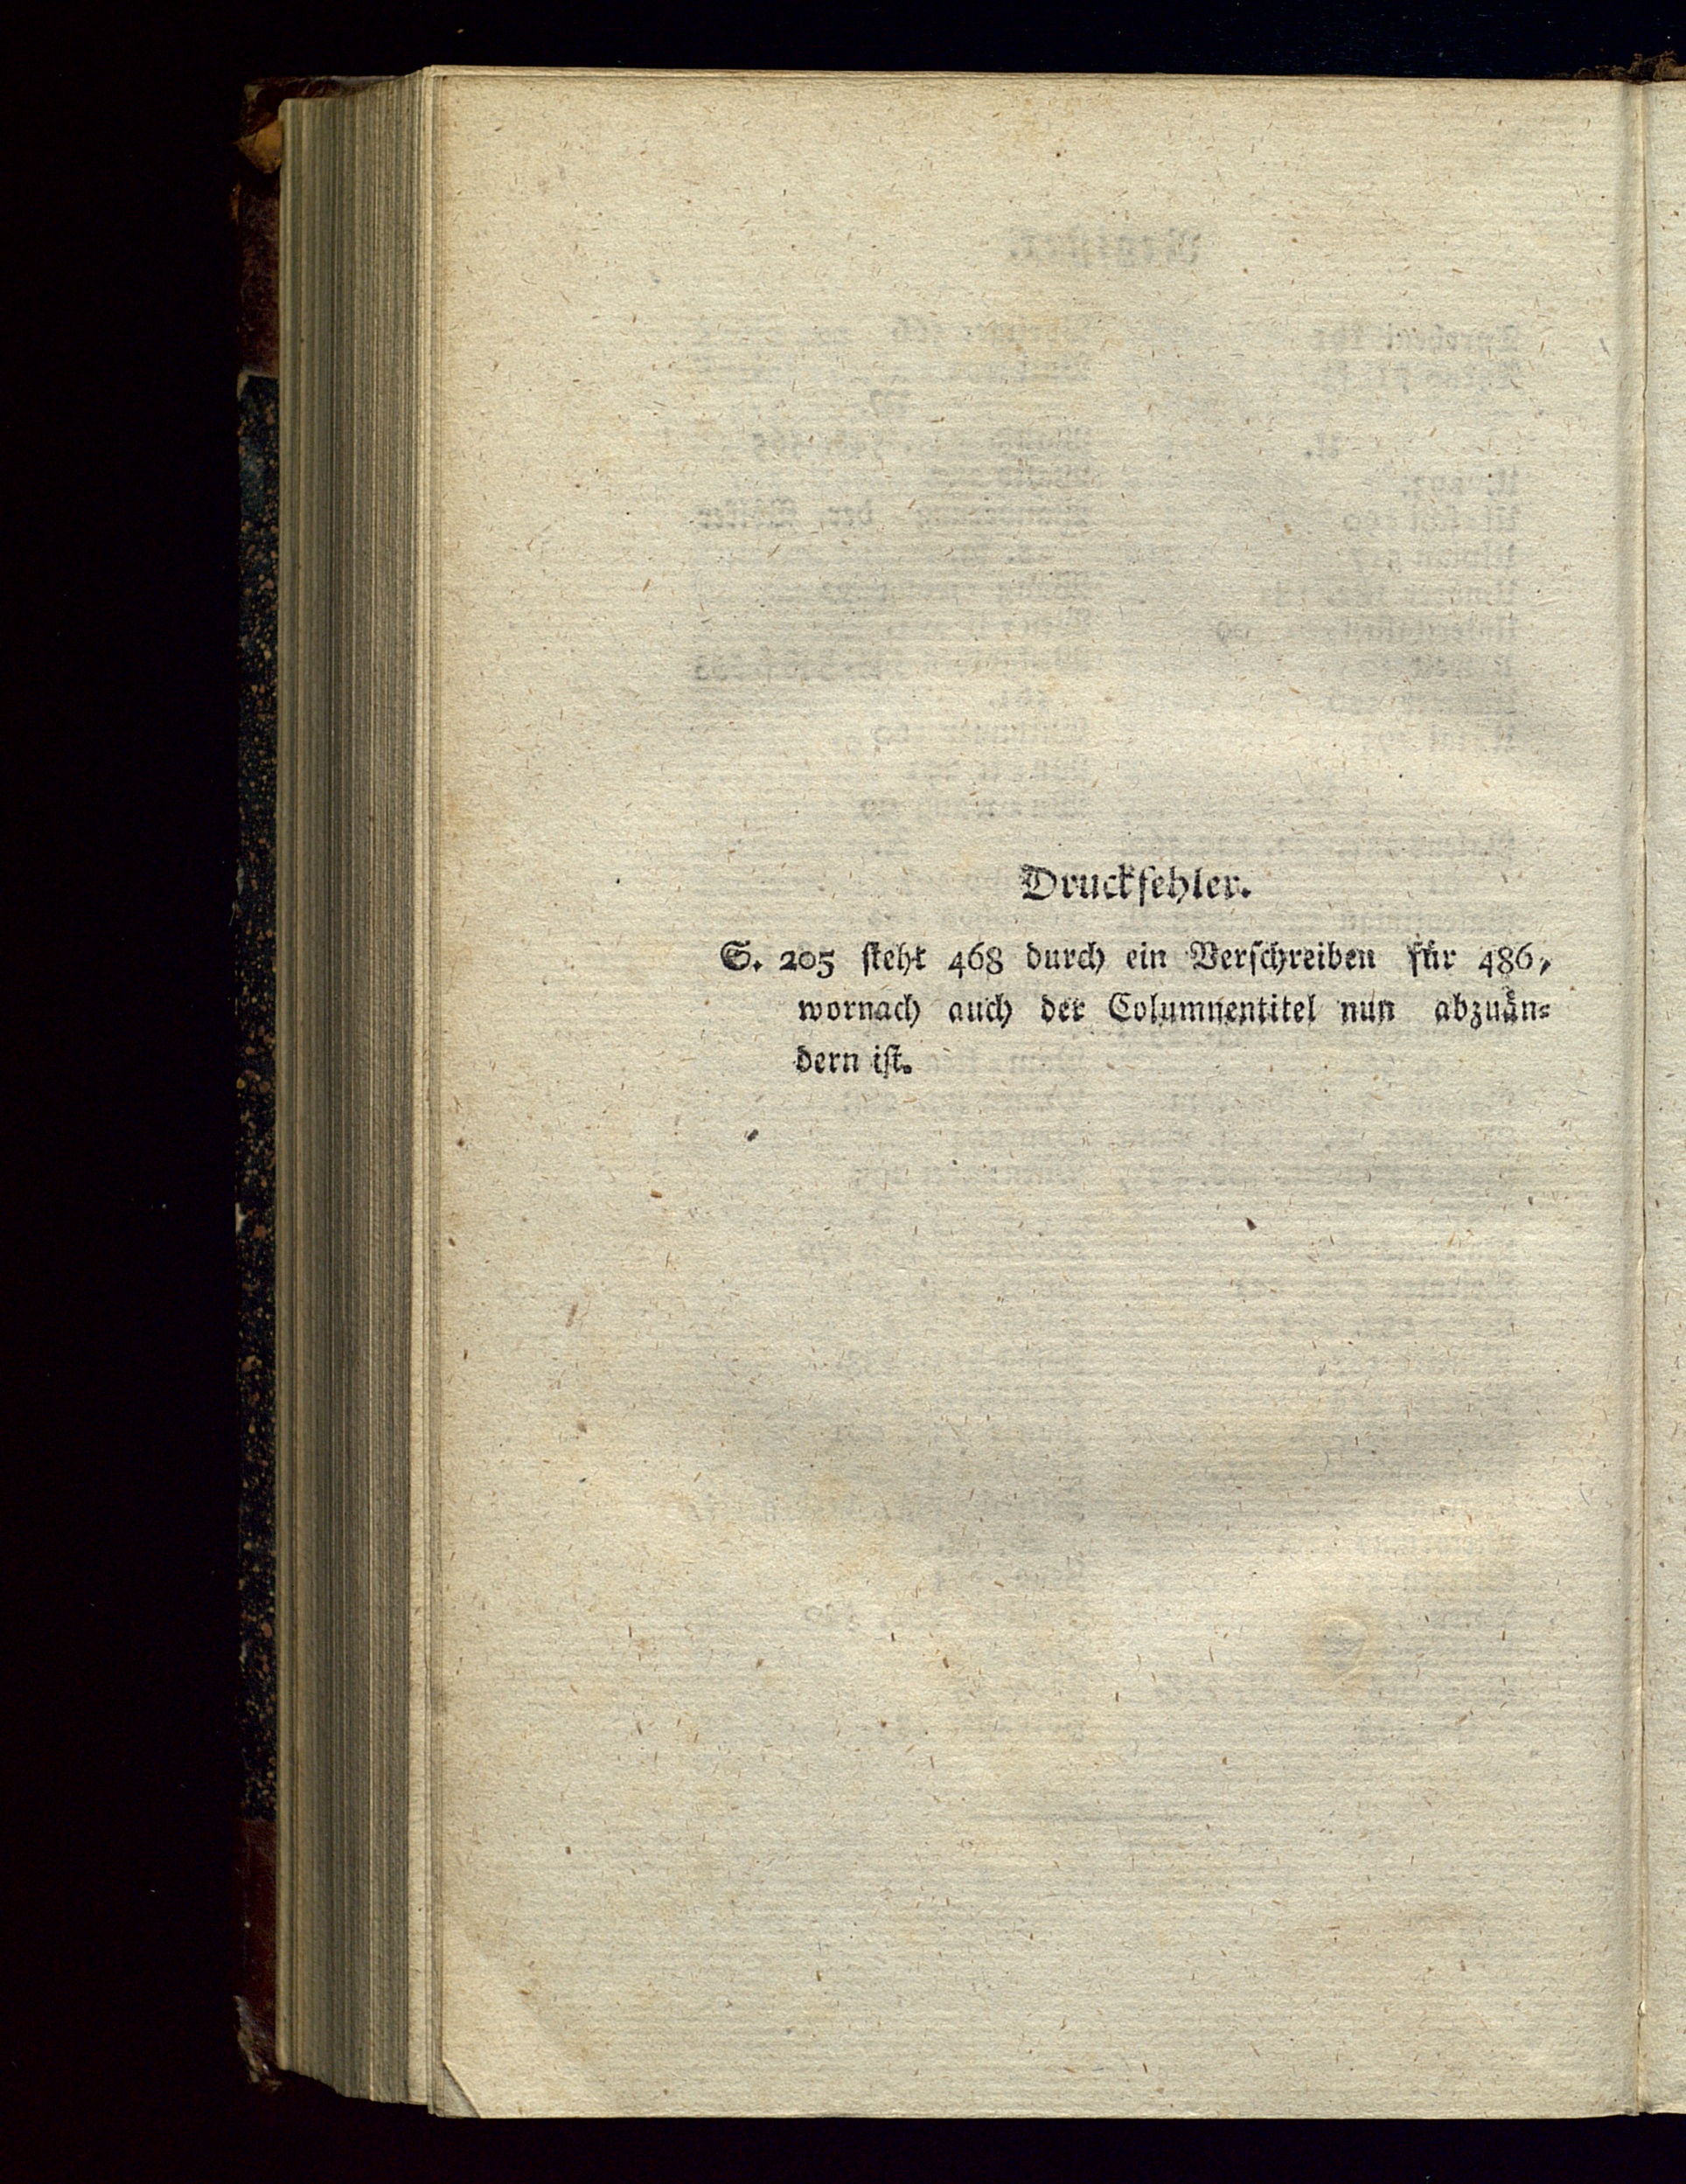 Druckfehler.
S. 205 steht 468 durch ein Verschreiben für 486,
wornach auch der Columnentitel nun abzuän-
dern ist.